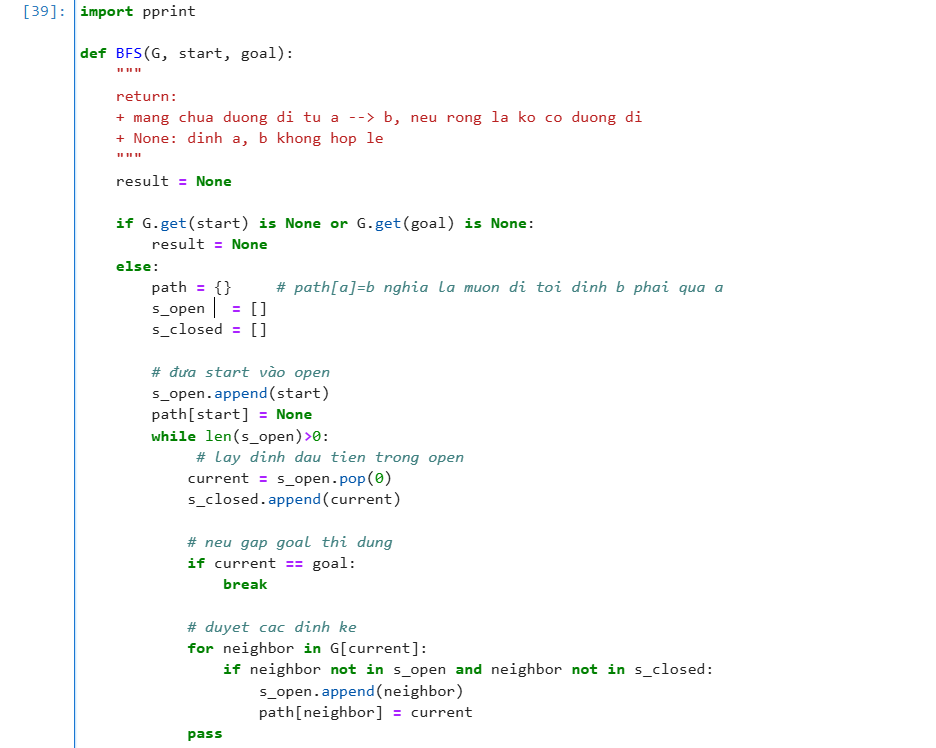 [39]: import pprint
def BFS(G, start, goal):
"""
return:
+ mang chua duong di tu a --> b, neu rong la ko co duong di
+ None: dinh a, b khong hop le
"""
result = None
if G.get(start) is None or G.get(goal) is None:
result = None
else:
path = {} # path[a]=b nghia la muon di toi dinh b phai qua a
s_open = []
s_closed = []
# đưa start vào open
s_open.append(start)
path[start] = None
while len(s_open)>0:
# lay dinh dau tien trong open
current = s_open.pop(0)
s_closed.append(current)
# neu gap goal thi dung
if current == goal:
break
# duyet cac dinh ke
for neighbor in G[current]:
if neighbor not in s_open and neighbor not in s_closed:
s_open.append(neighbor)
path[neighbor] = current
pass